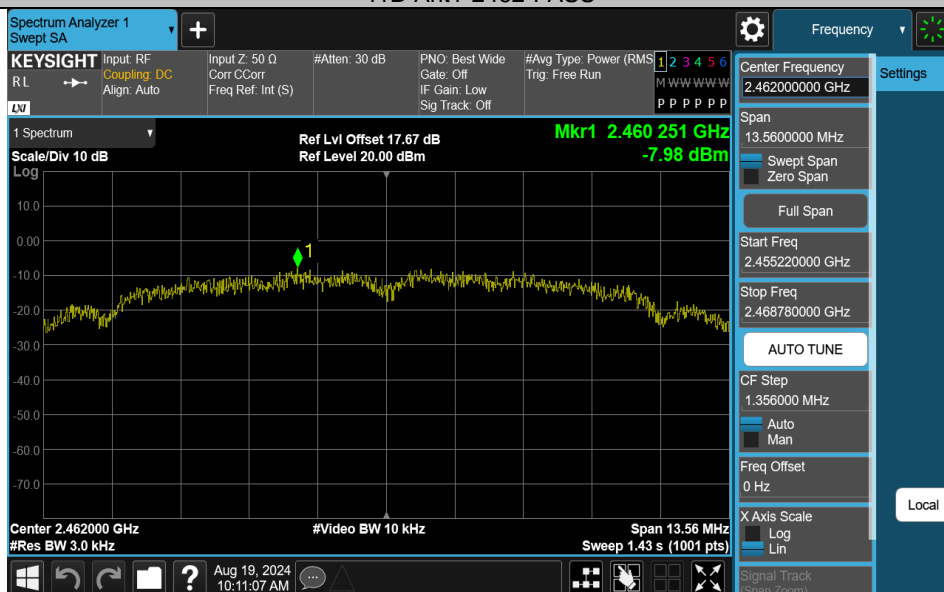 Spectrum Analyzer 1
Swept SA
Frequency
KEYSIGHT
RL
LXI
Input: RF
Coupling: DC
Align: Auto
Input Z: 50 Ω
Corr CCorr
Freq Ref: Int (S)
#Atten: 30 dB
PNO: Best Wide
Gate: Off
IF Gain: Low
Sig Track: Off
#Avg Type: Power (RMS
Trig: Free Run
1 2 3 4 5 6
M W W W W W
P P P P P P
1 Spectrum
Scale/Div 10 dB
Log
Ref Lvl Offset 17.67 dB
Ref Level 20.00 dBm
Mkr1 2.460 251 GHz
-7.98 dBm
10.0
0.00
-10.0
-20.0
-30.0
-40.0
-50.0
-60.0
-70.0
1
Center 2.462000 GHz
#Res BW 3.0 kHz
#Video BW 10 kHz
Span 13.56 MHz
Sweep 1.43 s (1001 pts)
Aug 19, 2024
10:11:07 AM
Center Frequency
2.462000000 GHz
Span
13.5600000 MHz
Swept Span
Zero Span
Full Span
Start Freq
2.455220000 GHz
Stop Freq
2.468780000 GHz
AUTO TUNE
CF Step
1.356000 MHz
Auto
Man
Freq Offset
0 Hz
X Axis Scale
Log
Lin
Signal Track
(Span Zoom)
Settings
Local